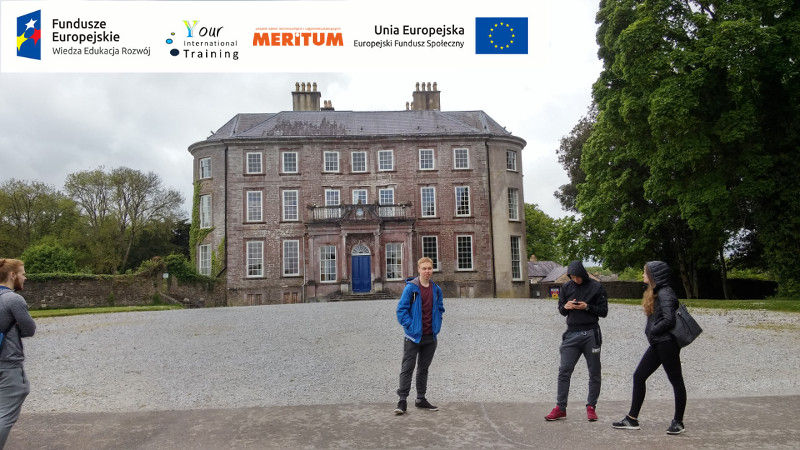 Fundusze
Europejskie
Wiedza Edukacja Rozwój
Your
International
Training
MERITUM
Unia Europejska
Europejski Fundusz Społeczny